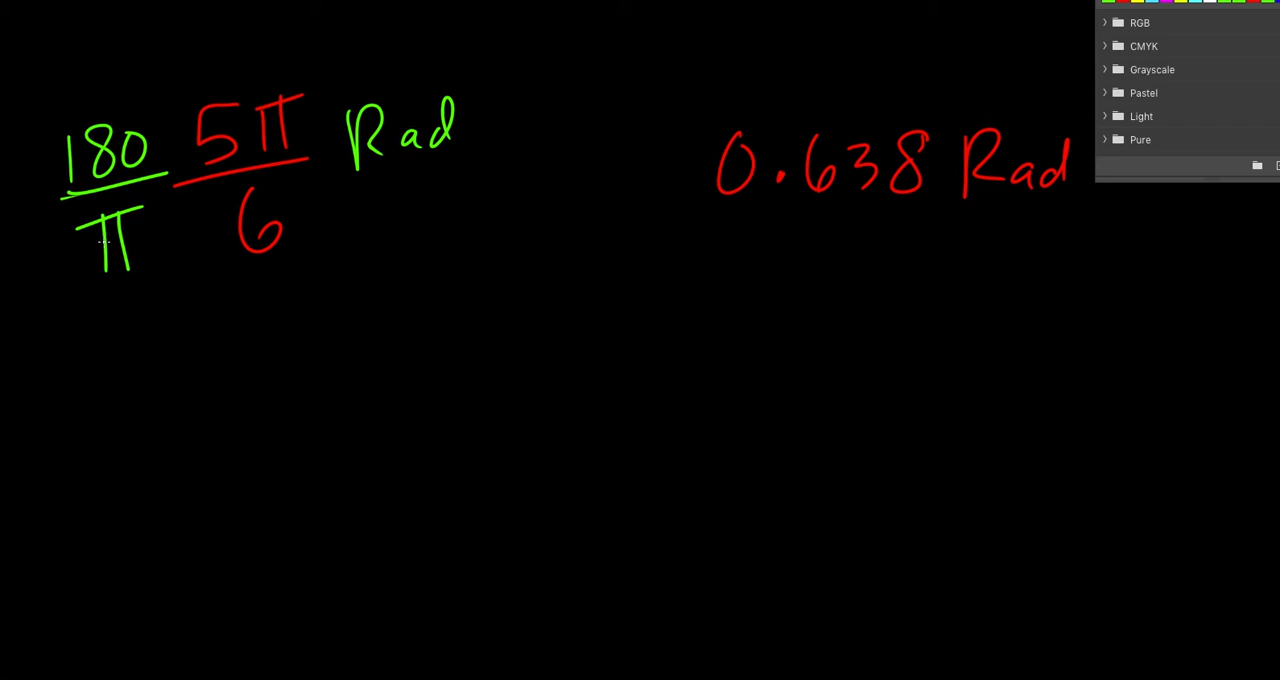 180/π 5π/6 Rad
0.638 Rad
RGB
CMYK
Grayscale
Pastel
Light
Pure